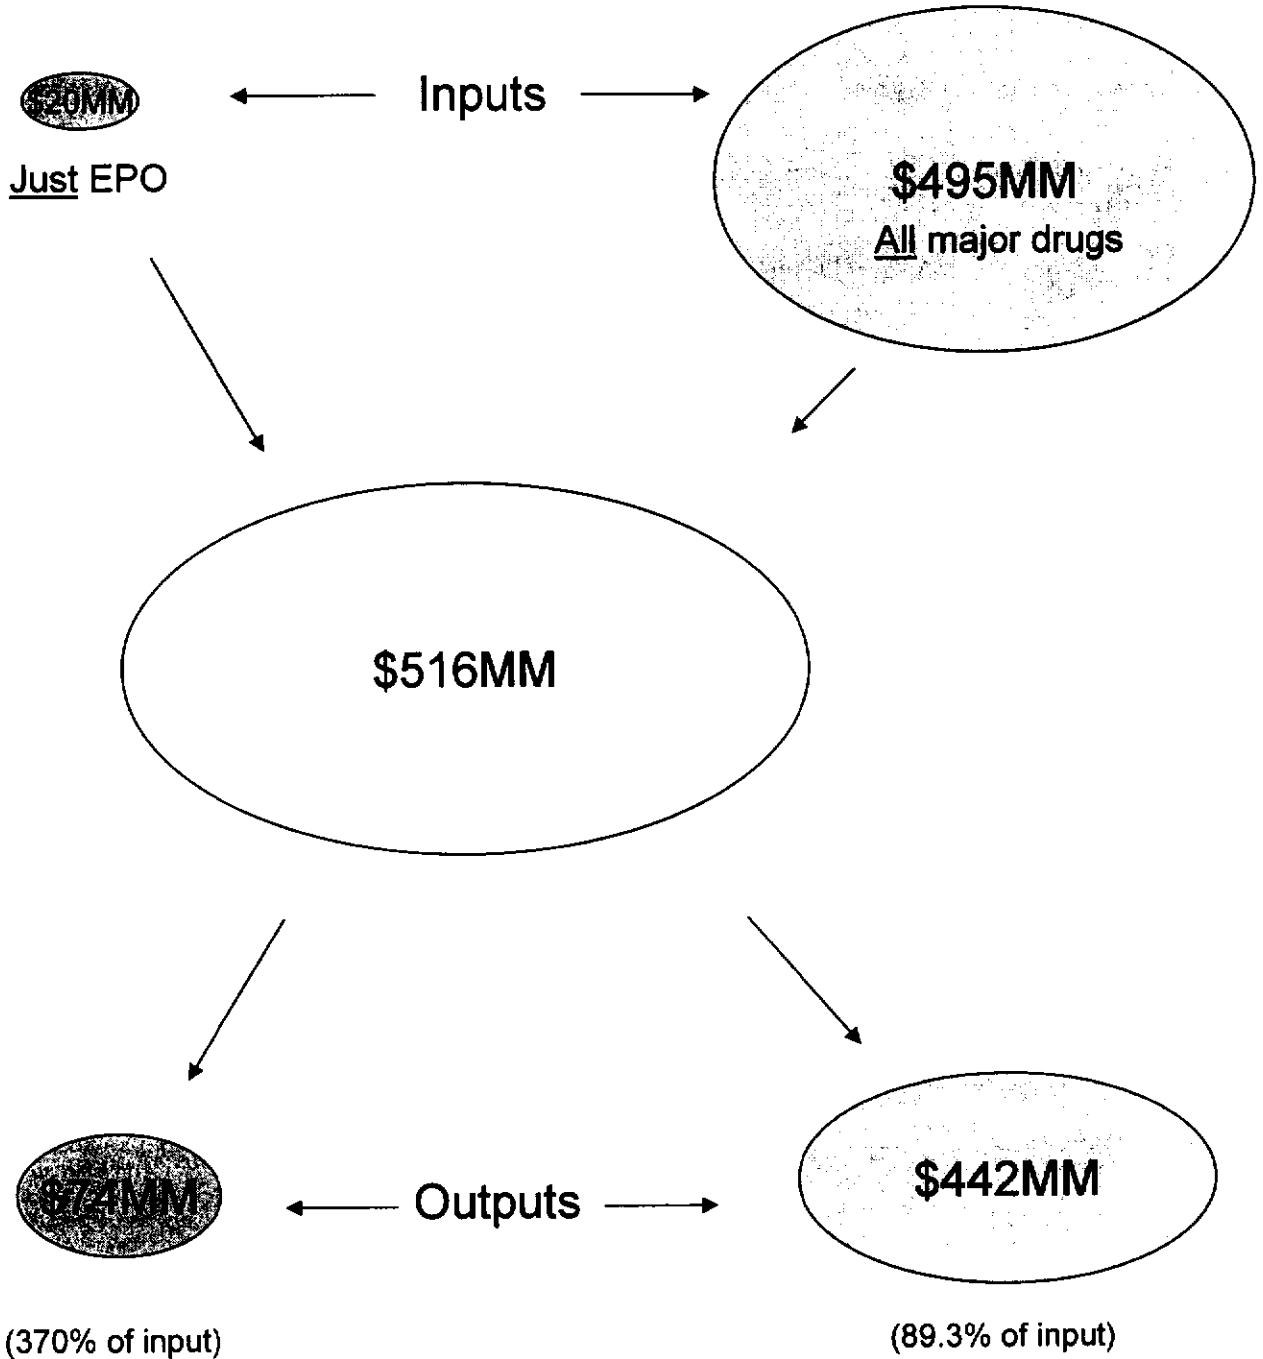 $20MM
Inputs
Just EPO
$495MM
All major drugs
$516MM
$74MM
Outputs
$442MM
(370% of input)
(89.3% of input)